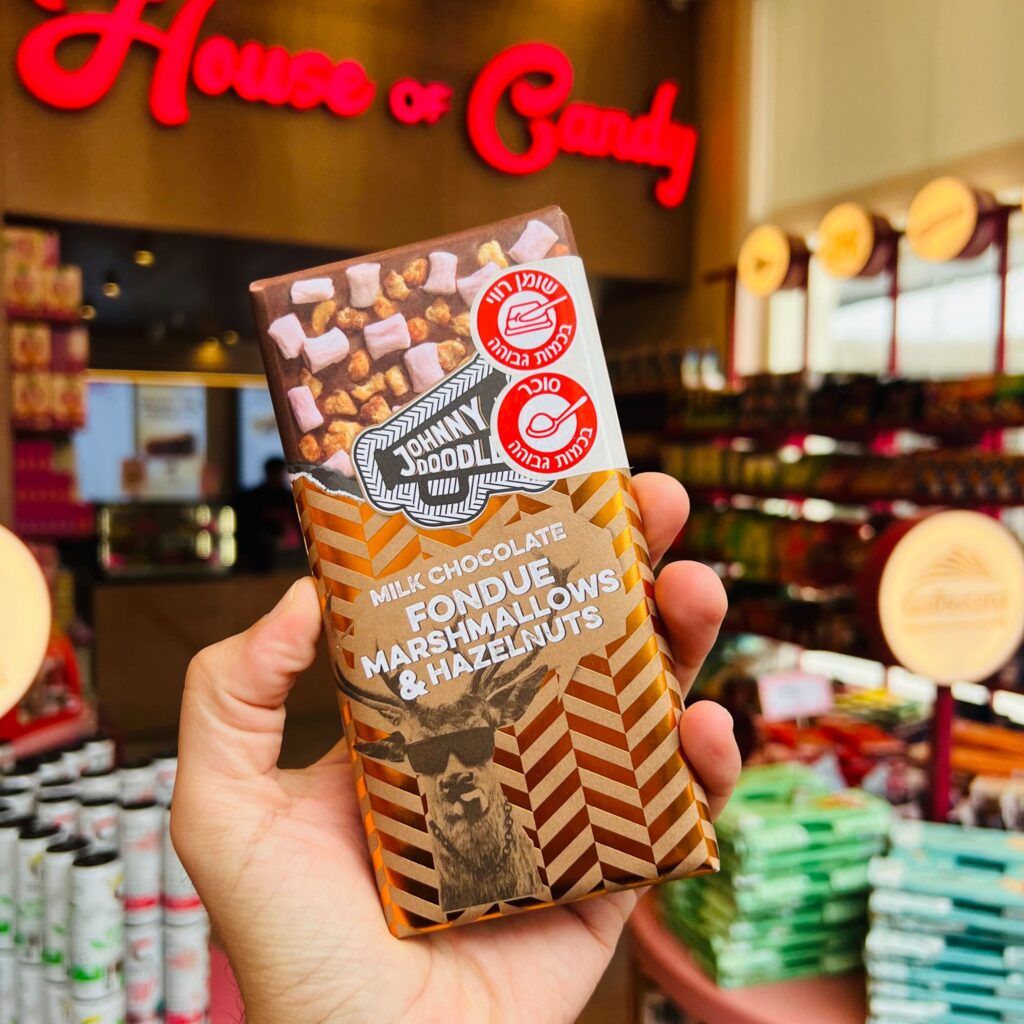 House of Candy
שומן רווי
בכמות גבוהה
סוכר
בכמות גבוהה
JOHNNY
DOODLE
MILK CHOCOLATE
FONDUE
MARSHMALLOWS
& HAZELNUTS